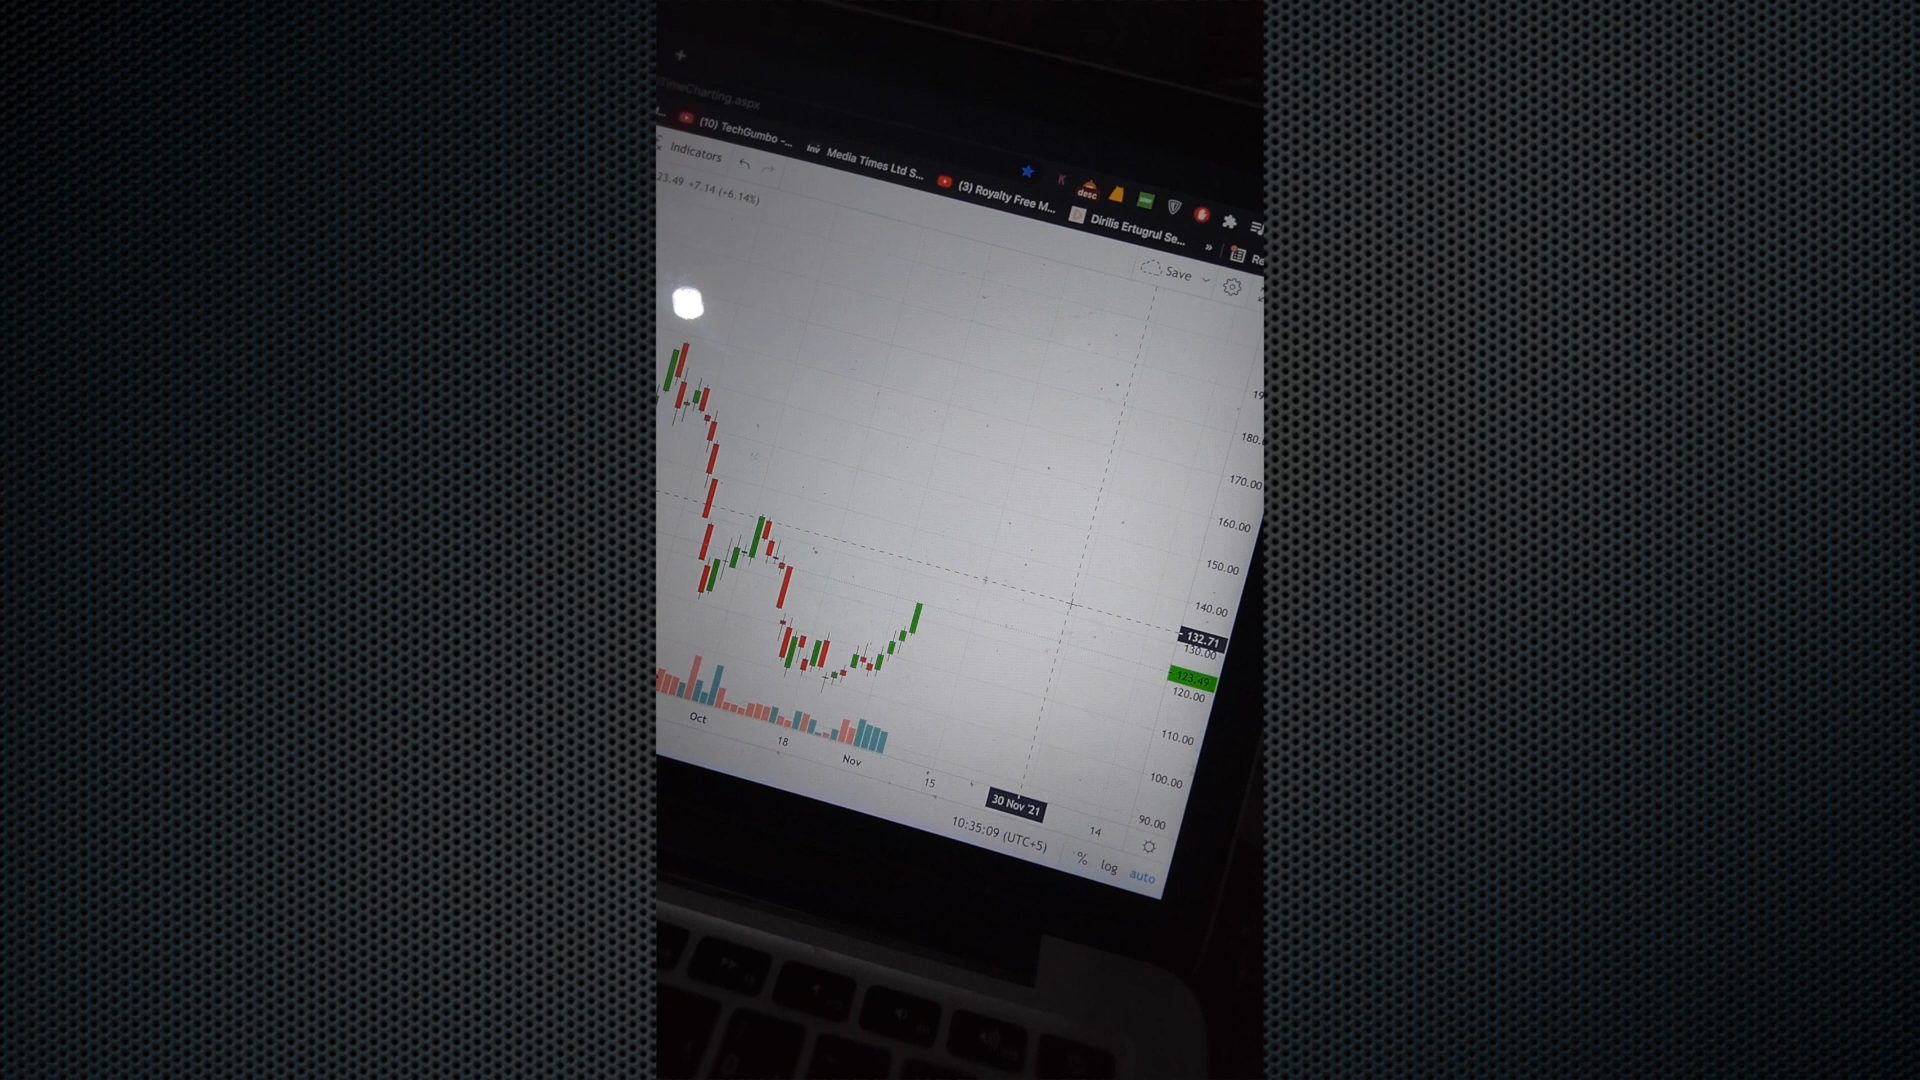 TimeCharting.aspx
(10) TechGumbo -...
Media Times Ltd S...
(3) Royalty Free M...
Dirilis Ertugrul Se...
»
Re
Indicators
Save
23.49 +7.14 (+6.14%)
19
180.
170.00
160.00
150.00
140.00
132.71
130.00
123.49
120.00
110.00
100.00
90.00
Oct
18
Nov
15
30 Nov '21
14
10:35:09 (UTC+5)
%
log
auto